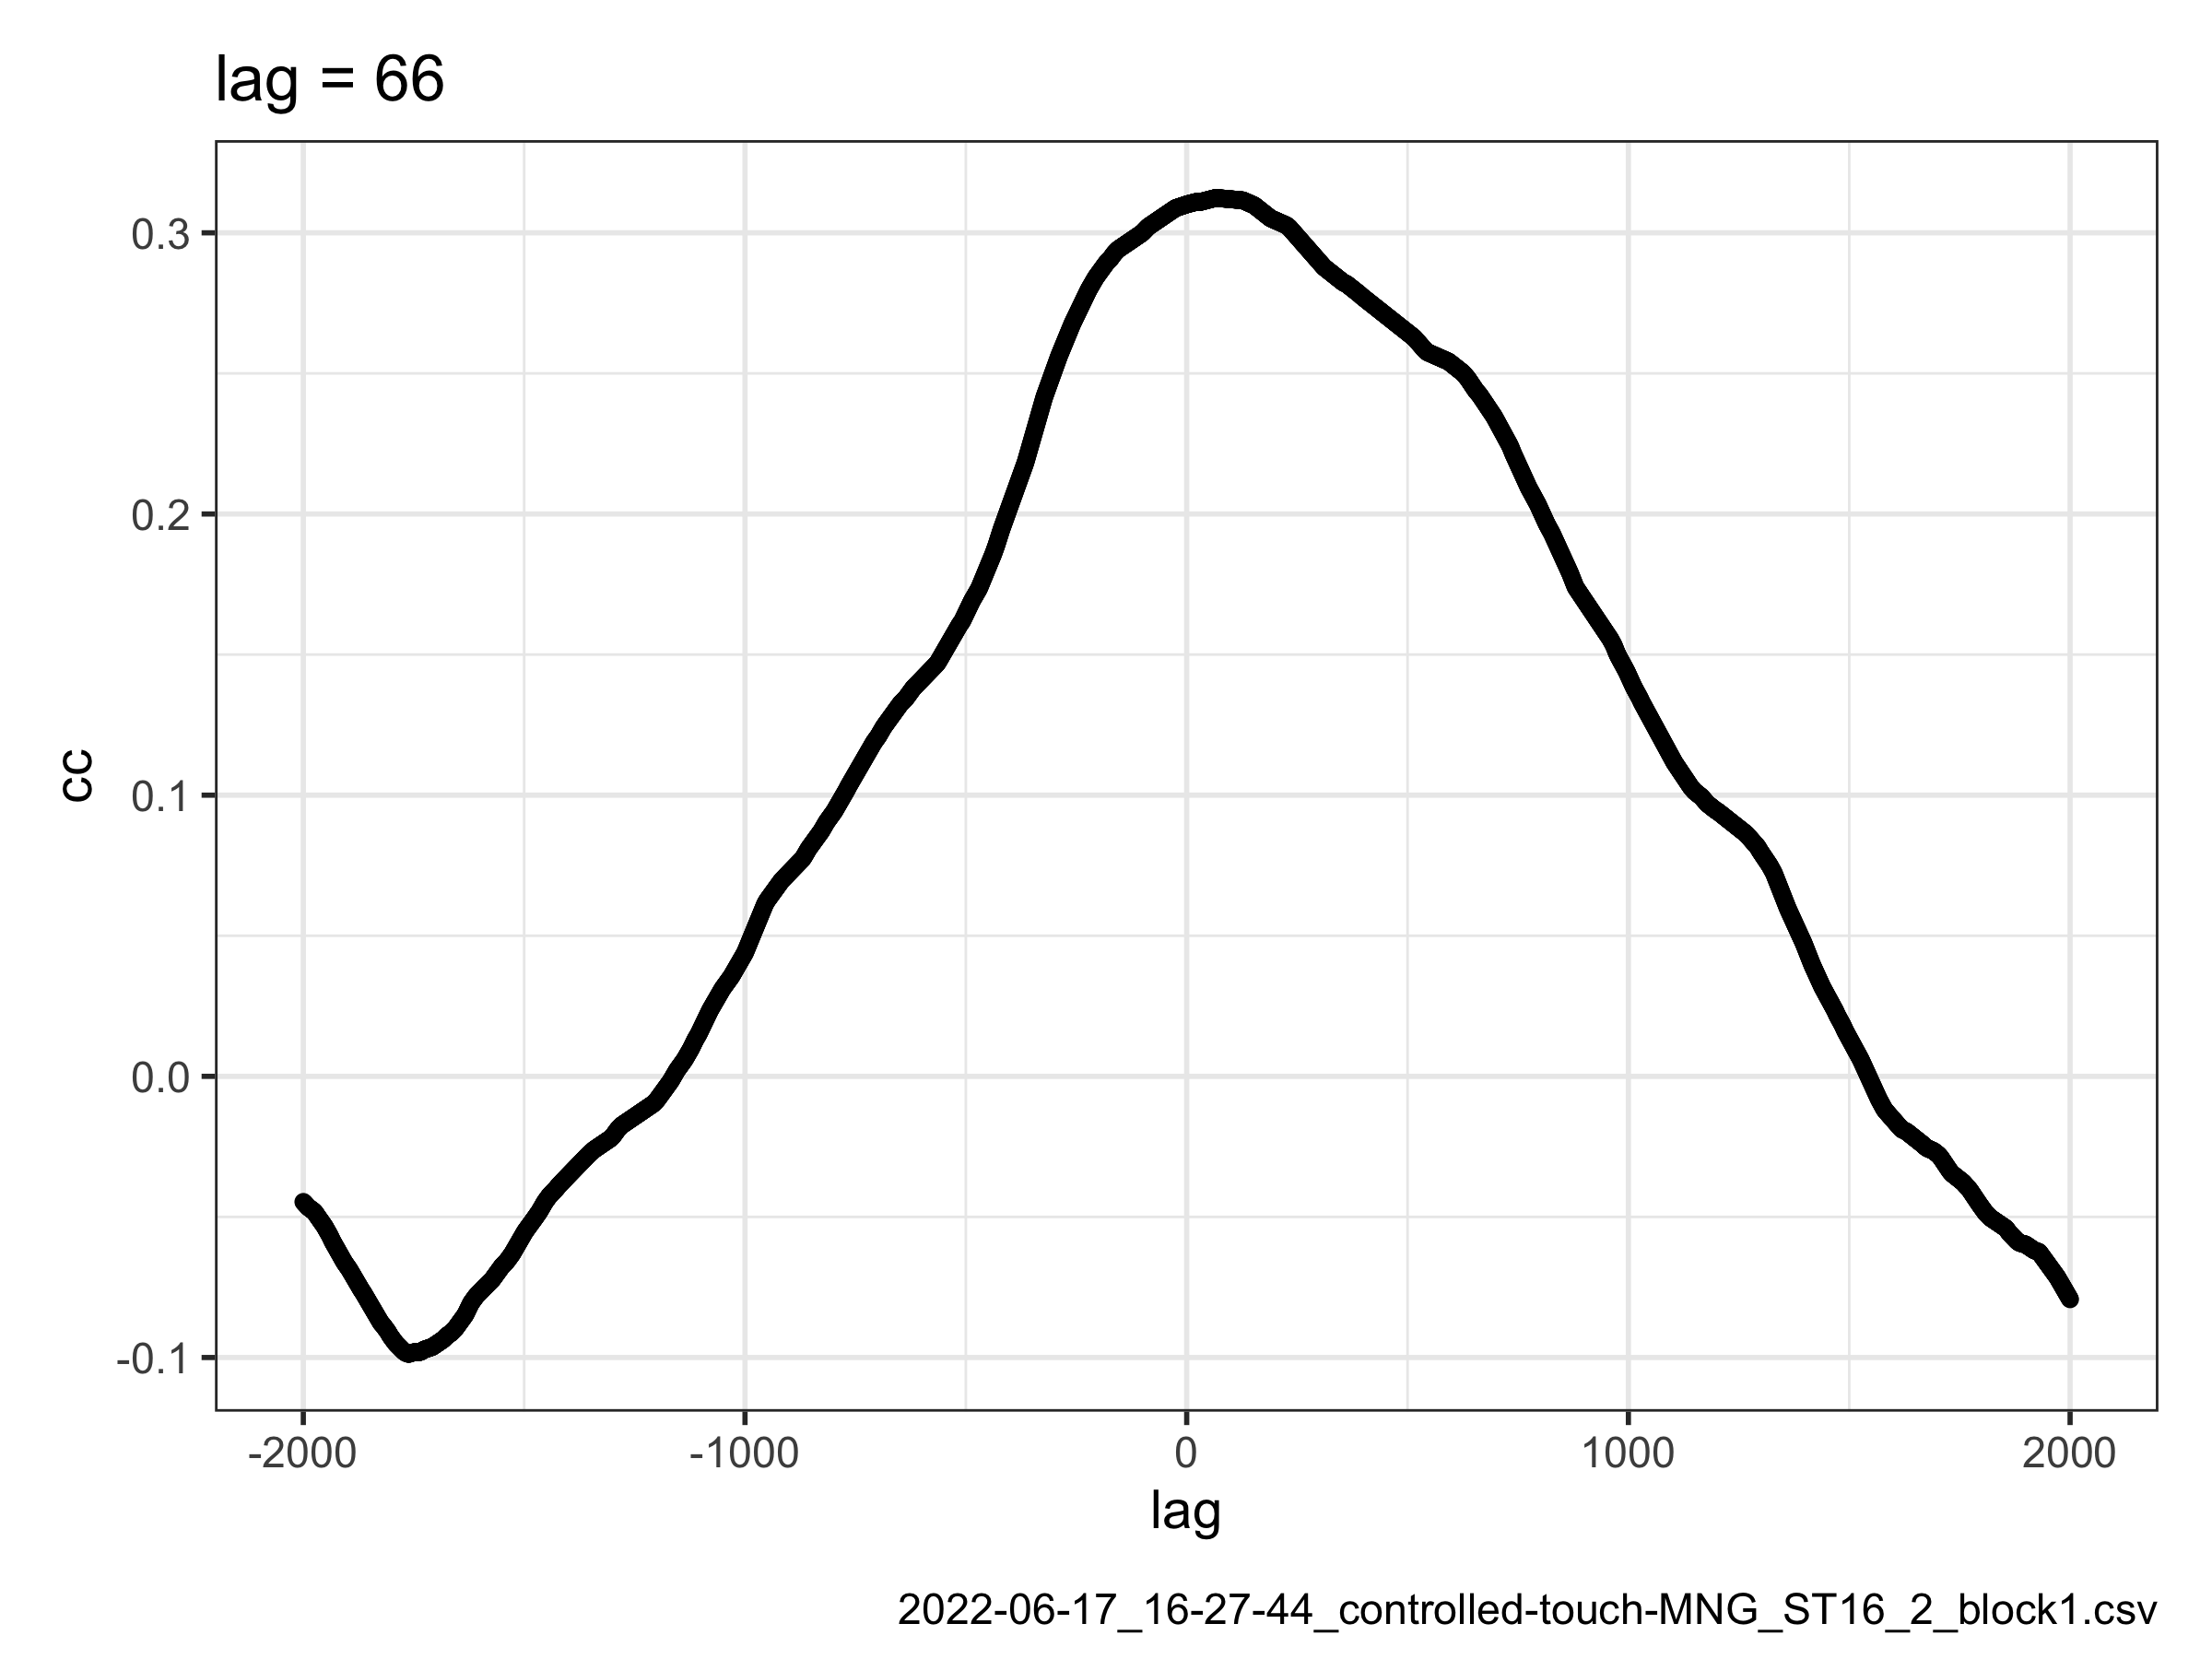 lag = 66
0.3
0.2
0.1
0.0
-0.1
cc
-2000 -1000 0 1000 2000
lag
2022-06-17_16-27-44_controlled-touch-MNG_ST16_2_block1.csv